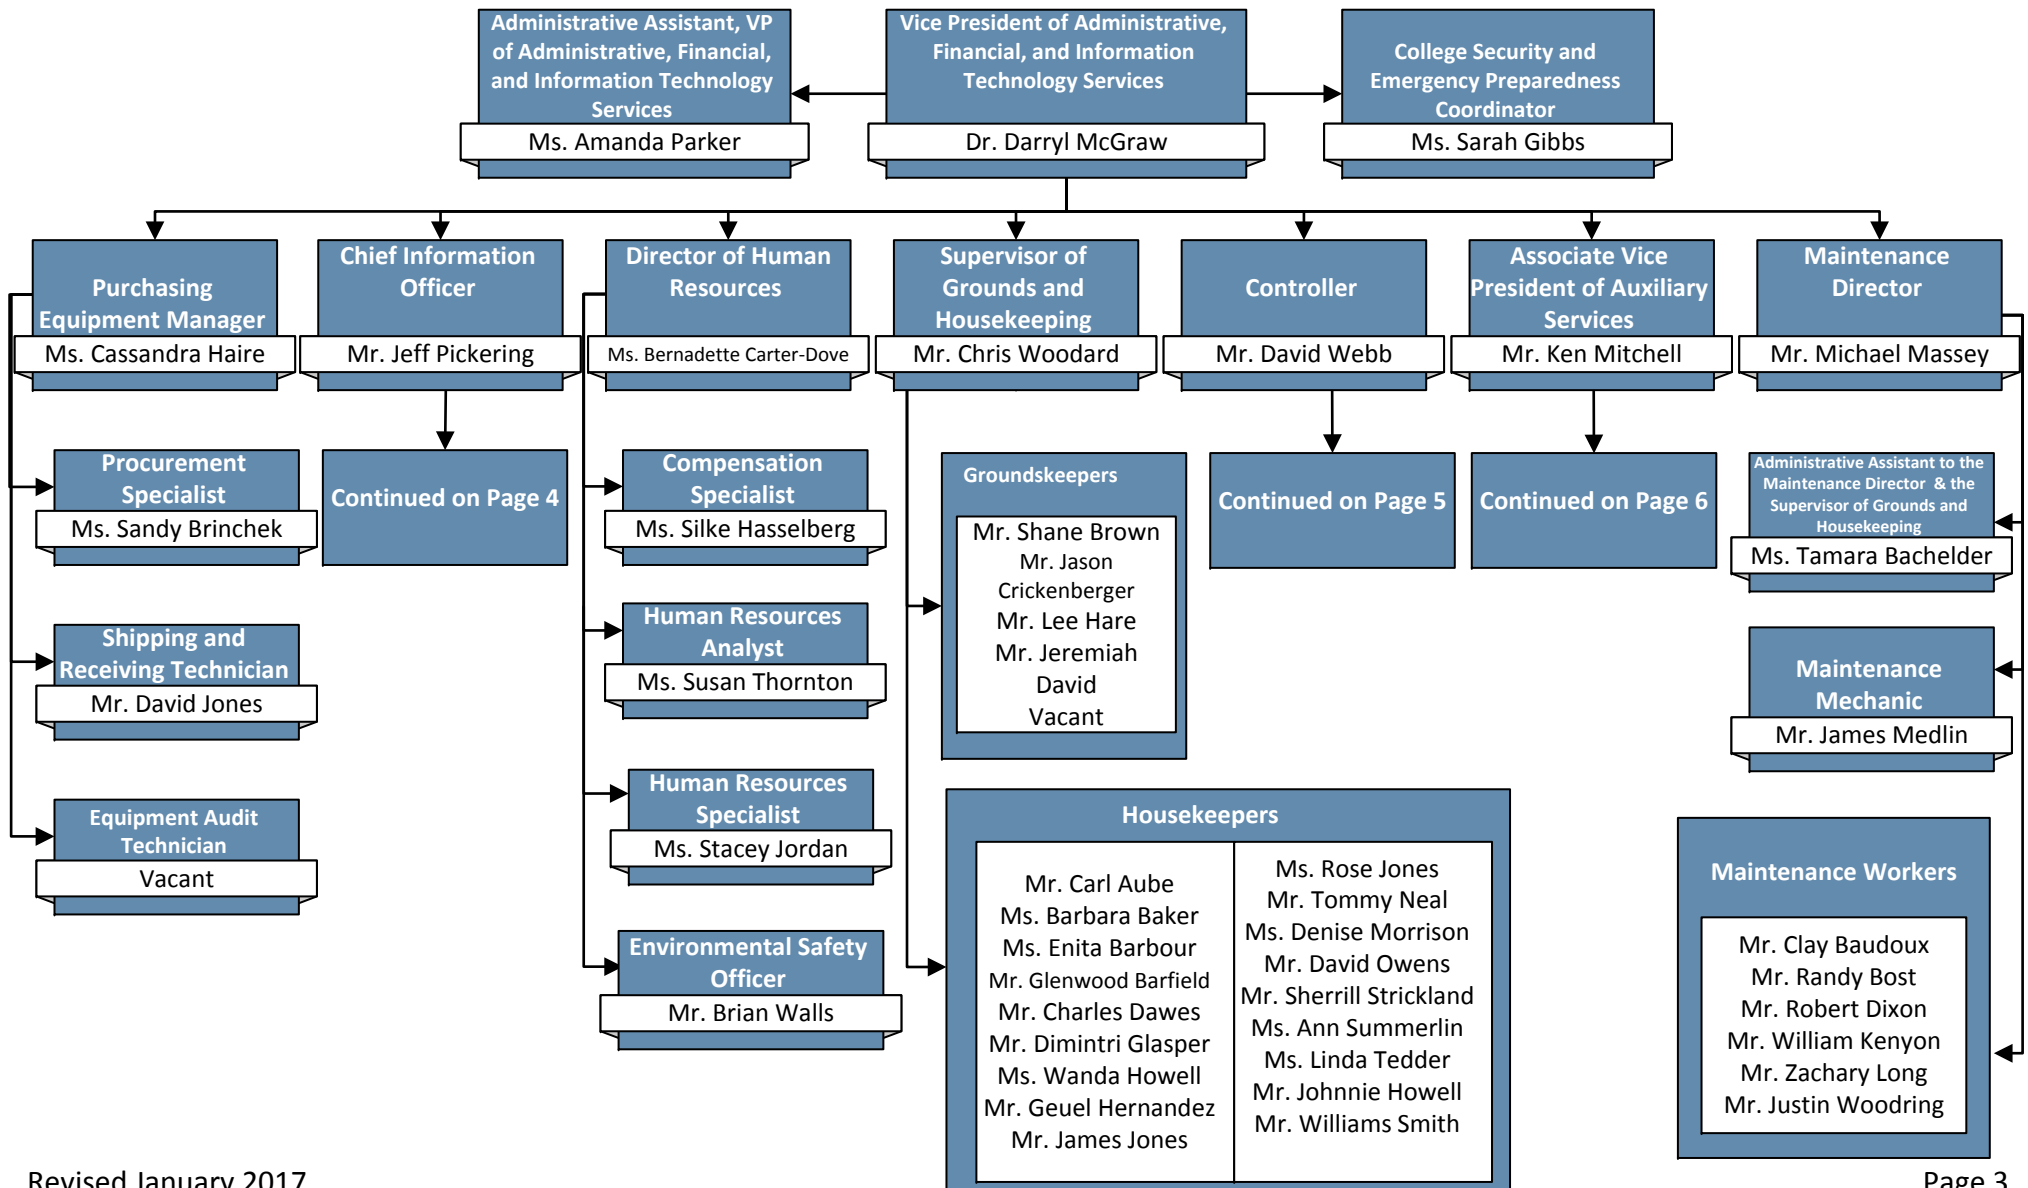 Administrative Assistant, VP
of Administrative, Financial,
and Information Technology
Services
Ms. Amanda Parker
Vice President of Administrative,
Financial, and Information
Technology Services
Dr. Darryl McGraw
College Security and
Emergency Preparedness
Coordinator
Ms. Sarah Gibbs
Purchasing
Equipment Manager
Ms. Cassandra Haire
Chief Information
Officer
Mr. Jeff Pickering
Director of Human
Resources
Ms. Bernadette Carter-Dove
Supervisor of
Grounds and
Housekeeping
Mr. Chris Woodard
Controller
Mr. David Webb
Associate Vice
President of Auxiliary
Services
Mr. Ken Mitchell
Maintenance
Director
Mr. Michael Massey
Procurement
Specialist
Ms. Sandy Brinchek
Shipping and
Receiving Technician
Mr. David Jones
Equipment Audit
Technician
Vacant
Continued on Page 4
Compensation
Specialist
Ms. Silke Hasselberg
Human Resources
Analyst
Ms. Susan Thornton
Human Resources
Specialist
Ms. Stacey Jordan
Environmental Safety
Officer
Mr. Brian Walls
Groundskeepers
Mr. Shane Brown
Mr. Jason
Crickenberger
Mr. Lee Hare
Mr. Jeremiah
David
Vacant
Housekeepers
Mr. Carl Aube
Ms. Barbara Baker
Ms. Enita Barbour
Mr. Glenwood Barfield
Mr. Charles Dawes
Mr. Dimintri Glasper
Ms. Wanda Howell
Mr. Geuel Hernandez
Mr. James Jones
Ms. Rose Jones
Mr. Tommy Neal
Ms. Denise Morrison
Mr. David Owens
Mr. Sherrill Strickland
Ms. Ann Summerlin
Ms. Linda Tedder
Mr. Johnnie Howell
Mr. Williams Smith
Continued on Page 5
Continued on Page 6
Administrative Assistant to the
Maintenance Director & the
Supervisor of Grounds and
Housekeeping
Ms. Tamara Bachelder
Maintenance
Mechanic
Mr. James Medlin
Maintenance Workers
Mr. Clay Baudoux
Mr. Randy Bost
Mr. Robert Dixon
Mr. William Kenyon
Mr. Zachary Long
Mr. Justin Woodring
Revised January 2017
Page 3